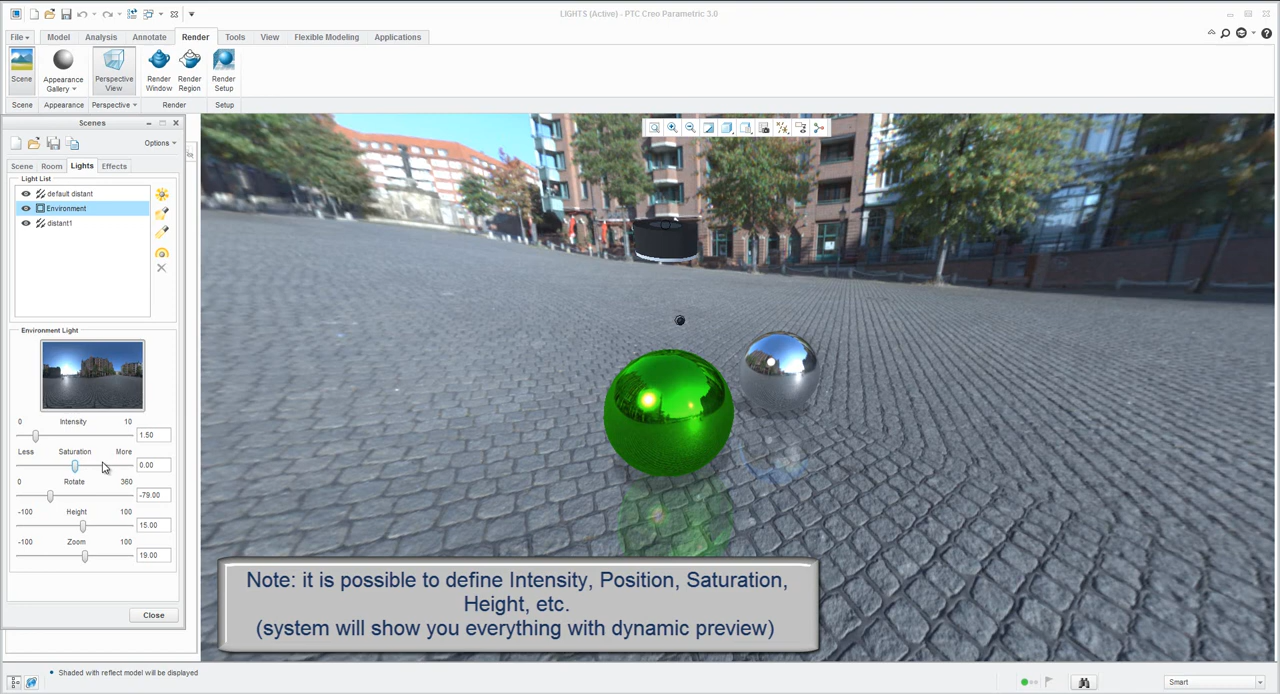 LIGHTS (Active) - PTC Creo Parametric 3.0
File
Model
Analysis
Annotate
Render
Tools
View
Flexible Modeling
Applications
Scene
Appearance
Gallery
Perspective
View
Render
Window
Render
Region
Render
Setup
Scene
Appearance
Perspective
Render
Setup
Scenes
Options
Scene
Room
Lights
Effects
Light List
default distant
Environment
distant1
Environment Light
0 Intensity 10
1.50
Less Saturation More
0.00
0 Rotate 360
-79.00
-100 Height 100
15.00
-100 Zoom 100
19.00
Close
Note: it is possible to define Intensity, Position, Saturation,
Height, etc.
(system will show you everything with dynamic preview)
Shaded with reflect model will be displayed
Smart